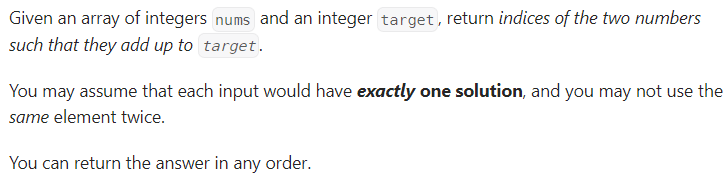 Given an array of integers nums and an integer target, return indices of the two numbers
such that they add up to target.
You may assume that each input would have exactly one solution, and you may not use the
same element twice.
You can return the answer in any order.